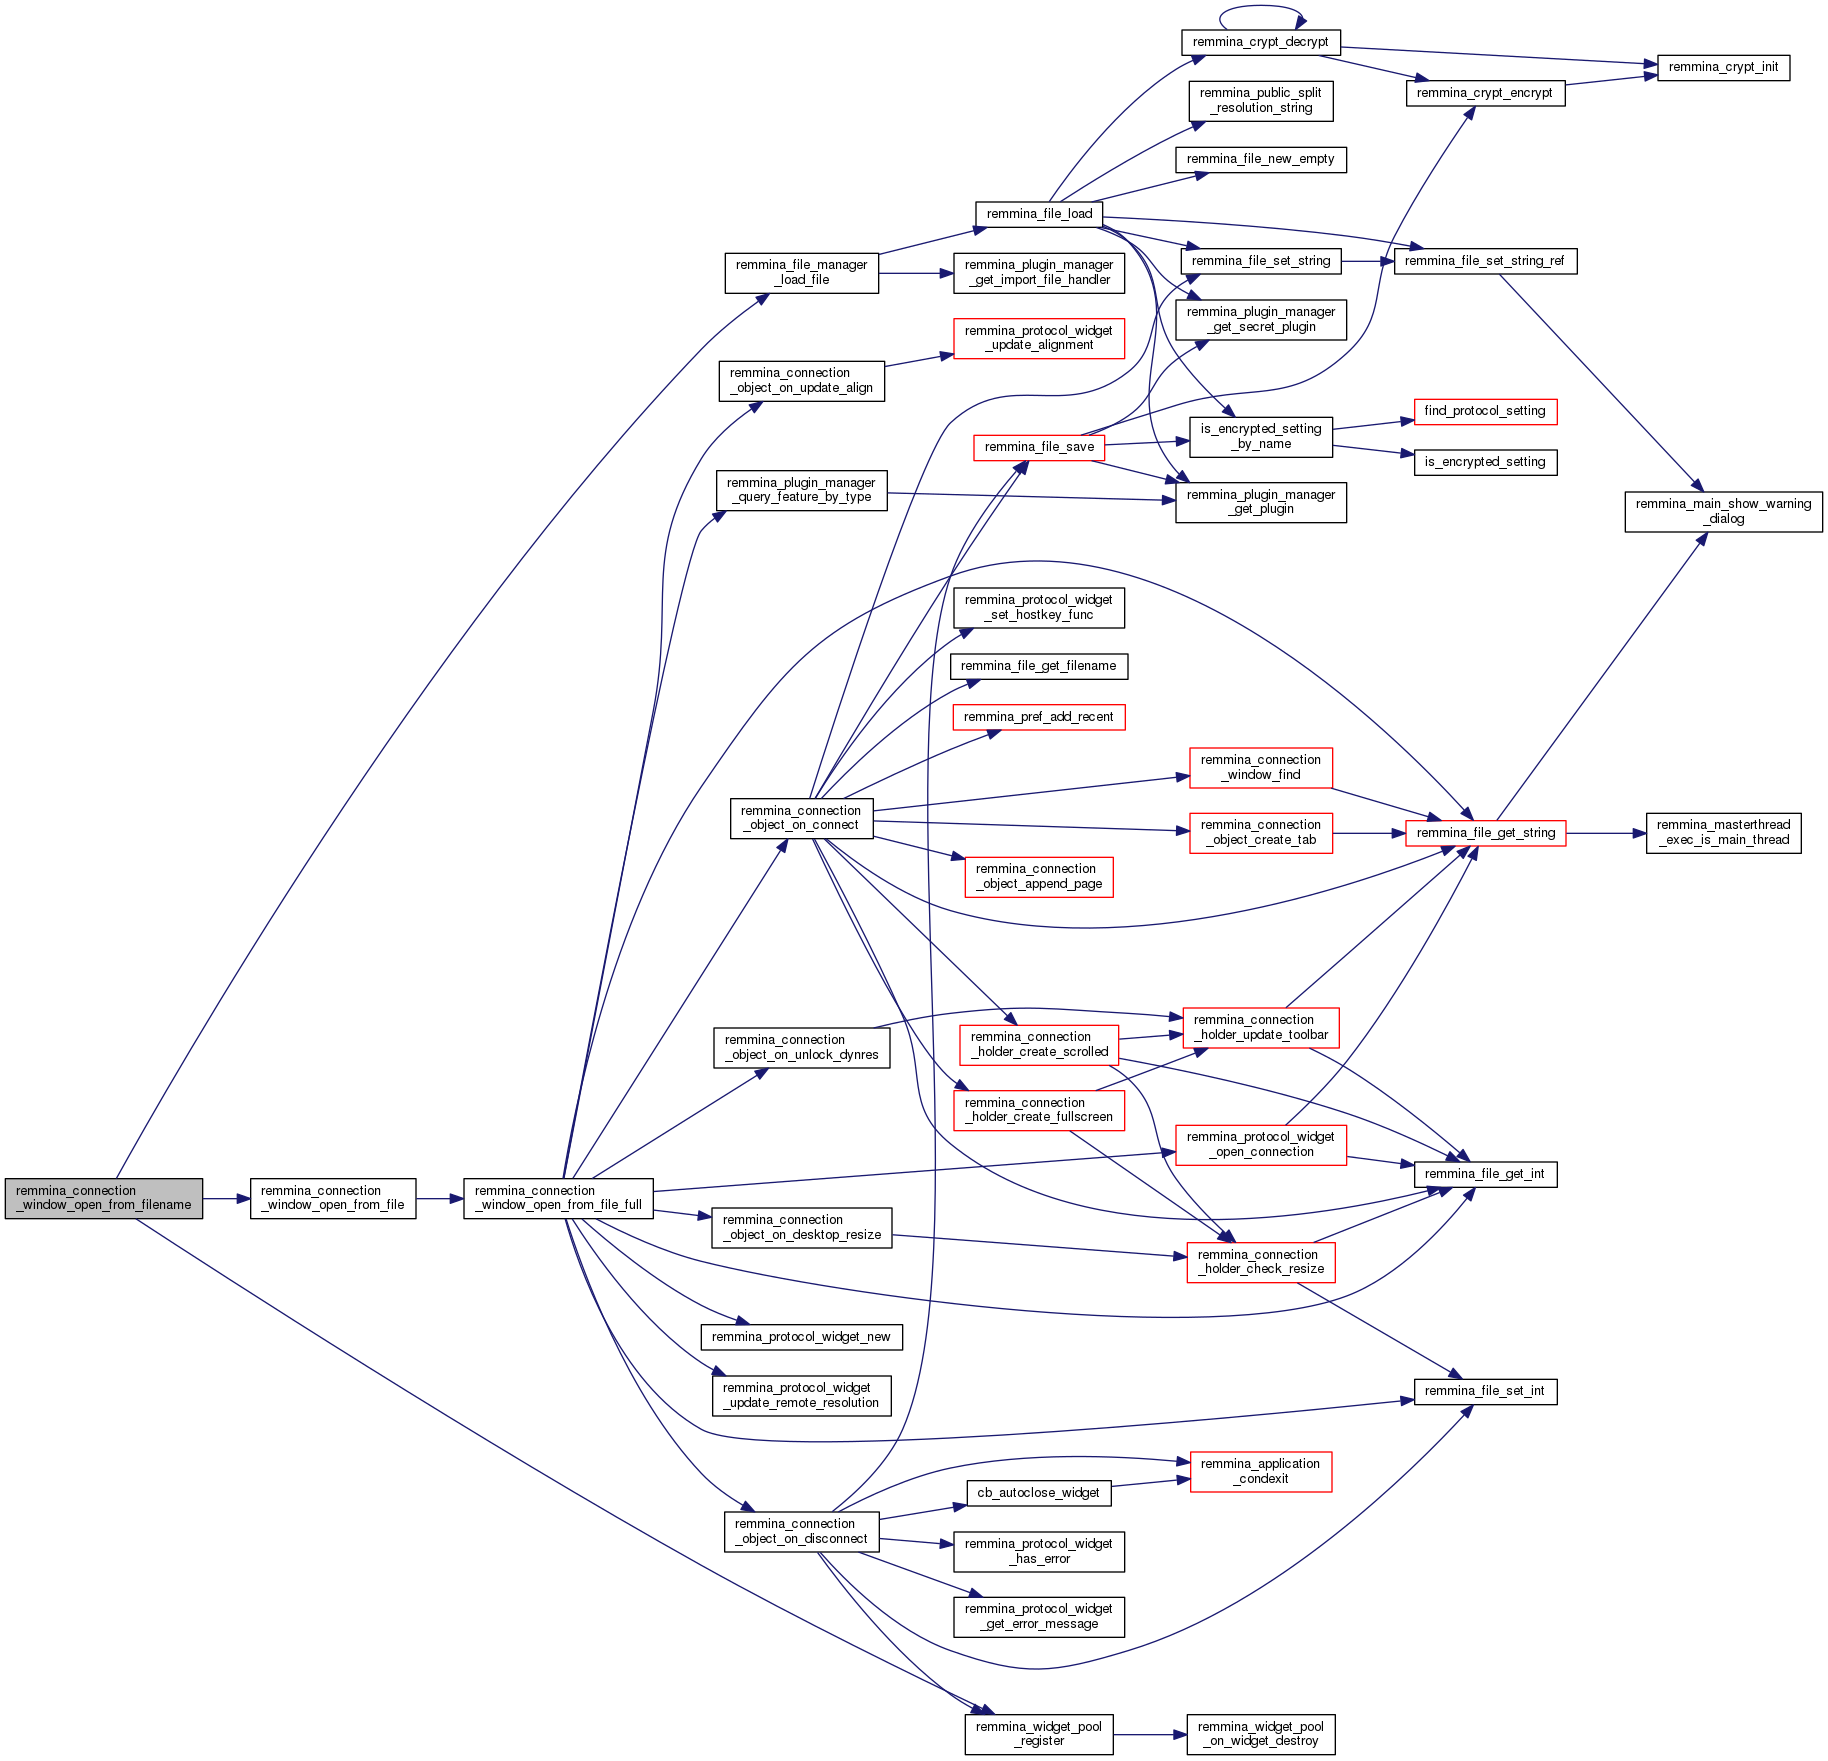 remmina_crypt_decrypt
remmina_crypt_init
remmina_crypt_encrypt
remmina_public_split
_resolution_string
remmina_file_new_empty
remmina_file_load
remmina_file_set_string
remmina_file_set_string_ref
remmina_file_manager
_load_file
remmina_plugin_manager
_get_import_file_handler
remmina_plugin_manager
_get_secret_plugin
remmina_protocol_widget
_update_alignment
remmina_connection
_object_on_update_align
find_protocol_setting
is_encrypted_setting
_by_name
remmina_file_save
is_encrypted_setting
remmina_plugin_manager
_query_feature_by_type
remmina_plugin_manager
_get_plugin
remmina_main_show_warning
_dialog
remmina_protocol_widget
_set_hostkey_func
remmina_file_get_filename
remmina_pref_add_recent
remmina_connection
_window_find
remmina_connection
_object_on_connect
remmina_connection
_object_create_tab
remmina_file_get_string
remmina_masterthread
_exec_is_main_thread
remmina_connection
_object_append_page
remmina_connection
_object_on_unlock_dynres
remmina_connection
_holder_create_scrolled
remmina_connection
_holder_update_toolbar
remmina_connection
_holder_create_fullscreen
remmina_protocol_widget
_open_connection
remmina_file_get_int
remmina_connection
_window_open_from_filename
remmina_connection
_window_open_from_file
remmina_connection
_window_open_from_file_full
remmina_connection
_object_on_desktop_resize
remmina_connection
_holder_check_resize
remmina_protocol_widget_new
remmina_protocol_widget
_update_remote_resolution
remmina_file_set_int
remmina_application
_condexit
cb_autoclose_widget
remmina_connection
_object_on_disconnect
remmina_protocol_widget
_has_error
remmina_protocol_widget
_get_error_message
remmina_widget_pool
_register
remmina_widget_pool
_on_widget_destroy